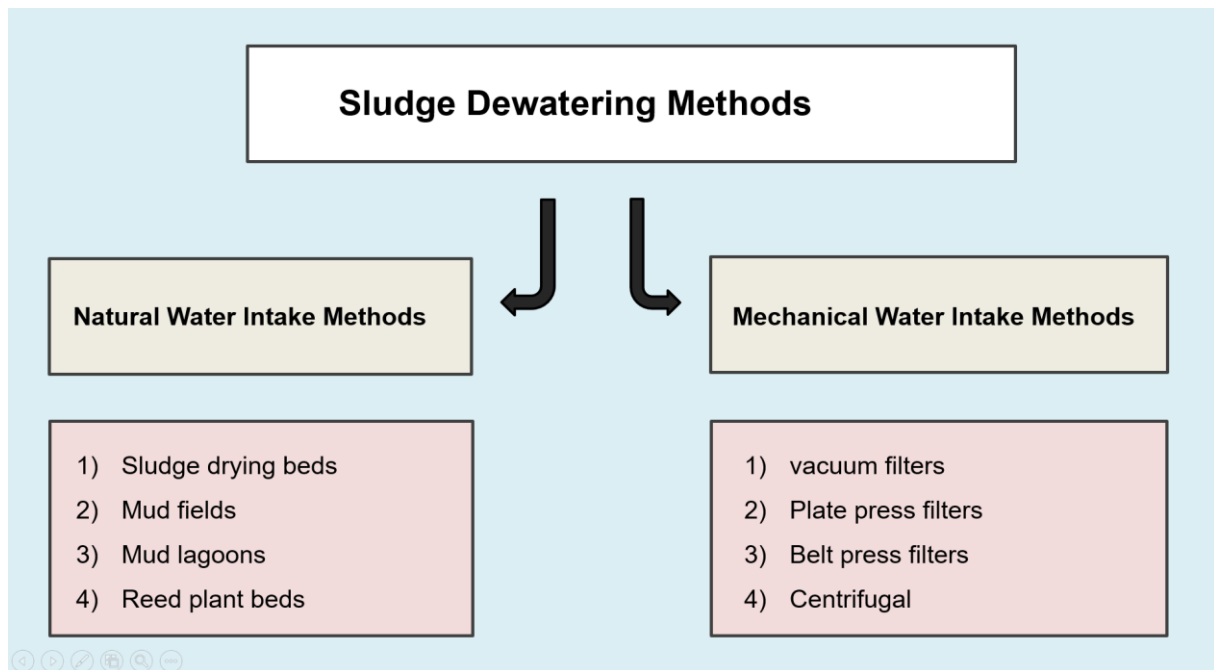 Sludge Dewatering Methods
Natural Water Intake Methods
1) Sludge drying beds
2) Mud fields
3) Mud lagoons
4) Reed plant beds
Mechanical Water Intake Methods
1) vacuum filters
2) Plate press filters
3) Belt press filters
4) Centrifugal